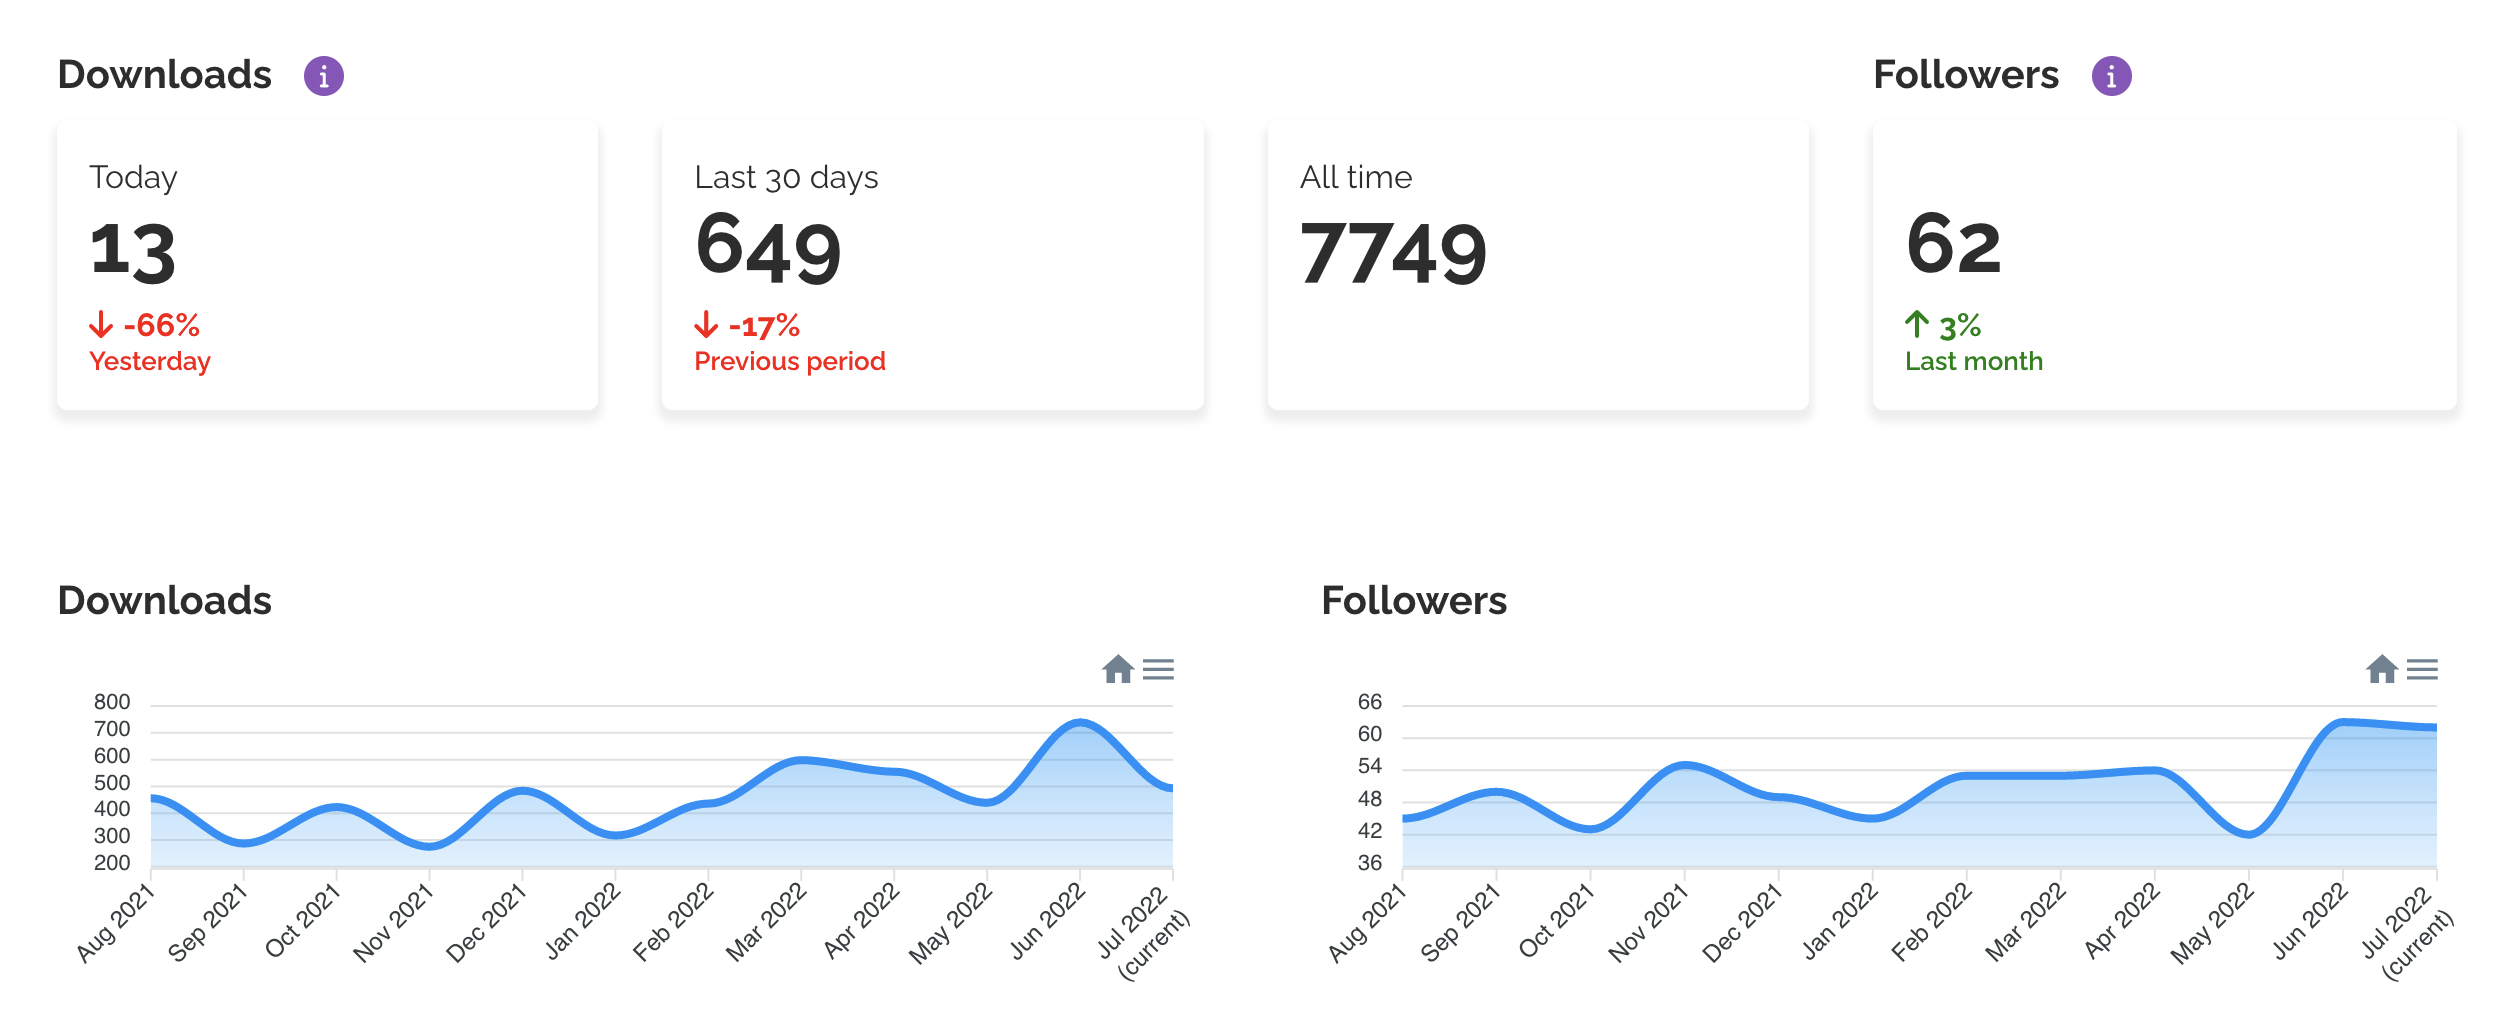 Downloads
Followers
Today
13
-66%
Yesterday
Last 30 days
649
-17%
Previous period
All time
7749
62
3%
Last month
Downloads
800
700
600
500
400
300
200
Aug 2021
Sep 2021
Oct 2021
Nov 2021
Dec 2021
Jan 2022
Feb 2022
Mar 2022
Apr 2022
May 2022
Jun 2022
Jul 2022
(current)
Followers
66
60
54
48
42
36
Aug 2021
Sep 2021
Oct 2021
Nov 2021
Dec 2021
Jan 2022
Feb 2022
Mar 2022
Apr 2022
May 2022
Jun 2022
Jul 2022
(current)